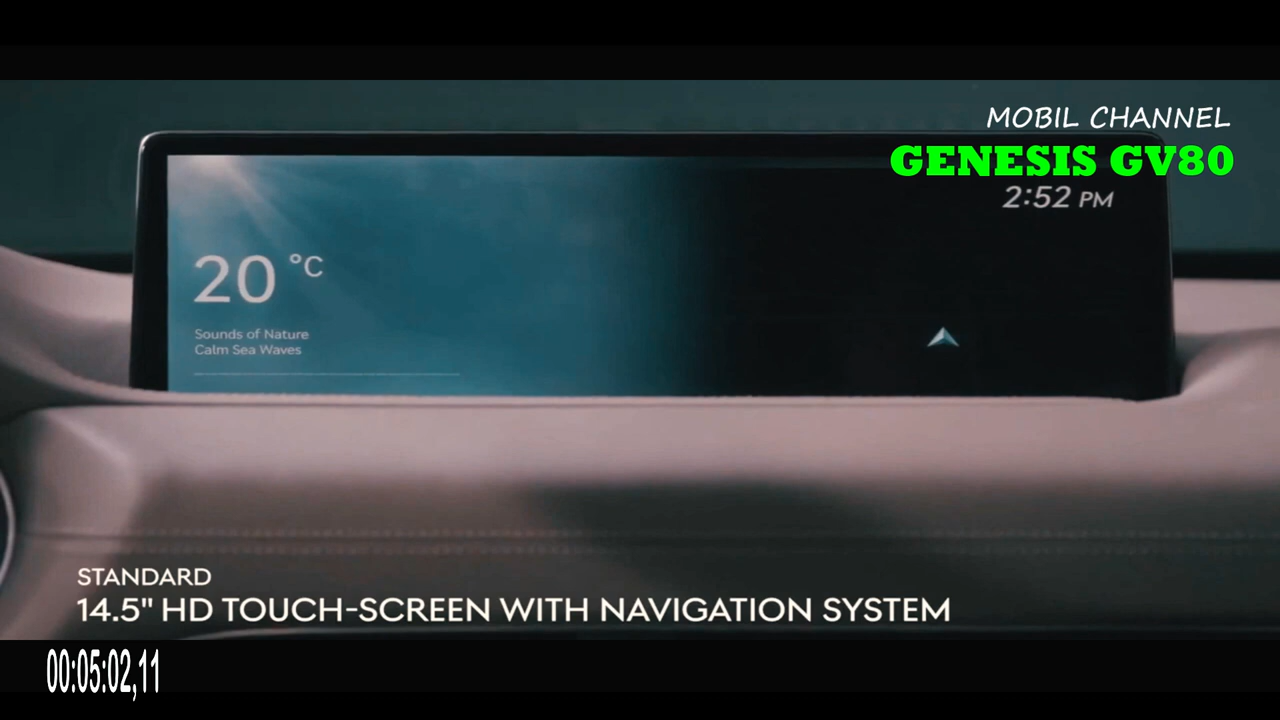 MOBIL CHANNEL
GENESIS GV80
2:52 PM
20 °C
Sounds of Nature
Calm Sea Waves
STANDARD
14.5" HD TOUCH-SCREEN WITH NAVIGATION SYSTEM
00:05:02,11